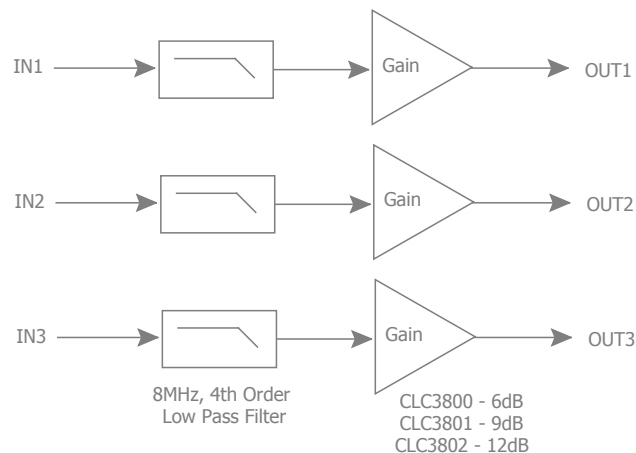 IN1
Gain
OUT1
IN2
Gain
OUT2
IN3
Gain
OUT3
8MHz, 4th Order
Low Pass Filter
CLC3800 - 6dB
CLC3801 - 9dB
CLC3802 - 12dB